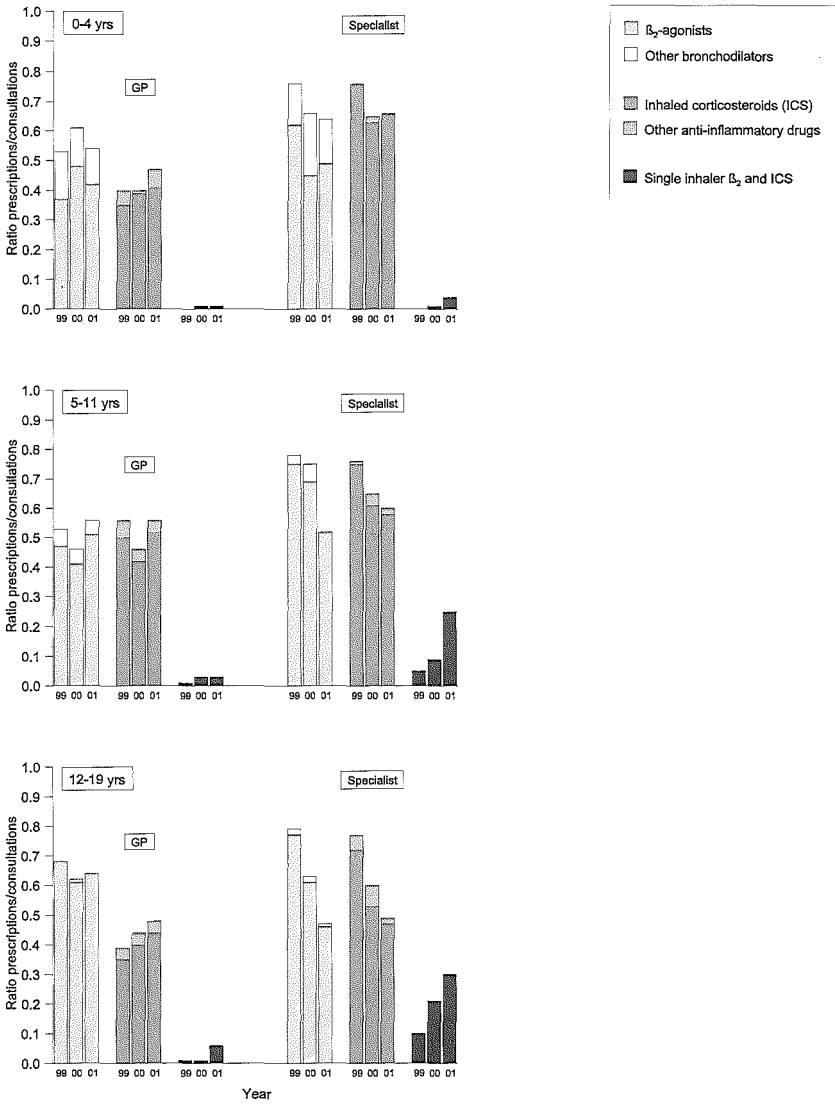 0-4 yrs
Specialist
GP
Ratio prescriptions/consultations
1.0
0.9
0.8
0.7
0.6
0.5
0.4
0.3
0.2
0.1
0.0
99 00 01 99 00 01 99 00 01 99 00 01 99 00 01 99 00 01
ß₂-agonists
Other bronchodilators
Inhaled corticosteroids (ICS)
Other anti-inflammatory drugs
Single inhaler ß₂ and ICS
5-11 yrs
Specialist
GP
Ratio prescriptions/consultations
1.0
0.9
0.8
0.7
0.6
0.5
0.4
0.3
0.2
0.1
0.0
99 00 01 99 00 01 99 00 01 99 00 01 99 00 01 99 00 01
12-19 yrs
Specialist
GP
Ratio prescriptions/consultations
1.0
0.9
0.8
0.7
0.6
0.5
0.4
0.3
0.2
0.1
0.0
99 00 01 99 00 01 99 00 01 99 00 01 99 00 01 99 00 01
Year